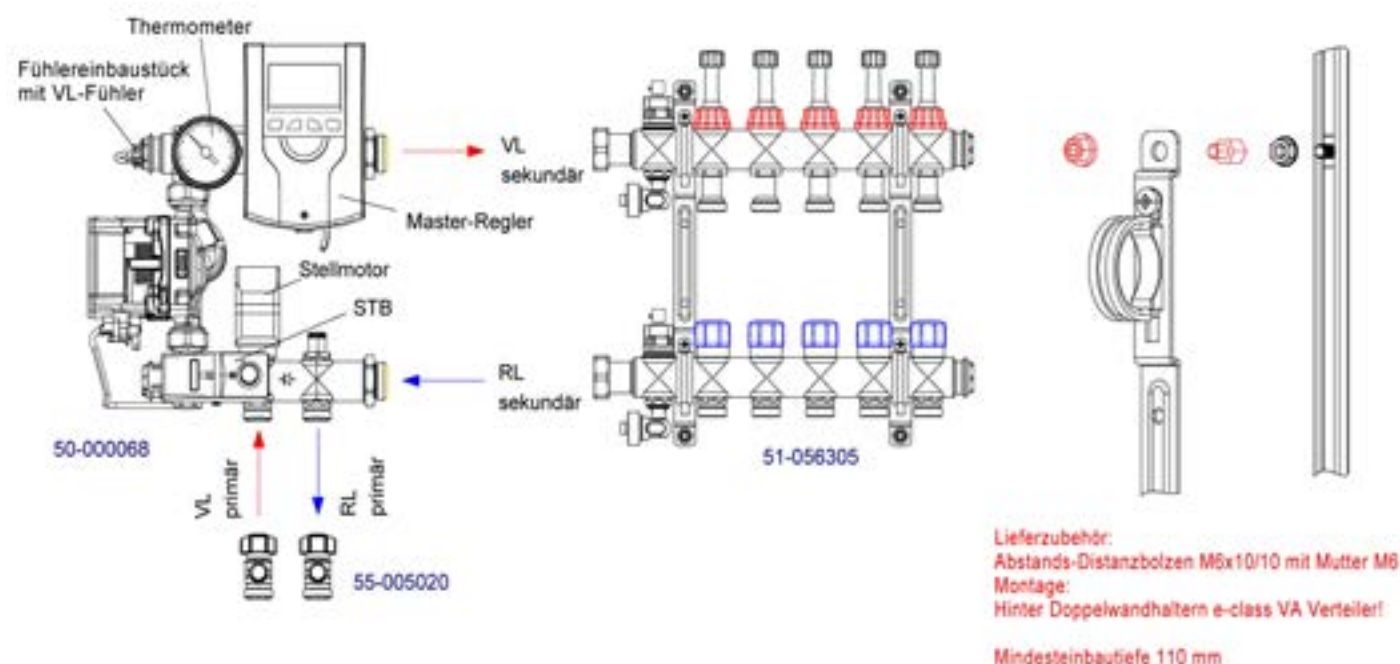 Thermometer
Fühlereinbaustück
mit VL-Fühler
VL
sekundär
Master-Regler
Stellmotor
STB
RL
sekundär
50-000068
51-056305
VL
primär
RL
primär
55-005020
Lieferzubehör:
Abstands-Distanzbolzen M6x10/10 mit Mutter M6
Montage:
Hinter Doppelwandhaltern e-class VA Verteiler!
Mindesteinbautiefe 110 mm